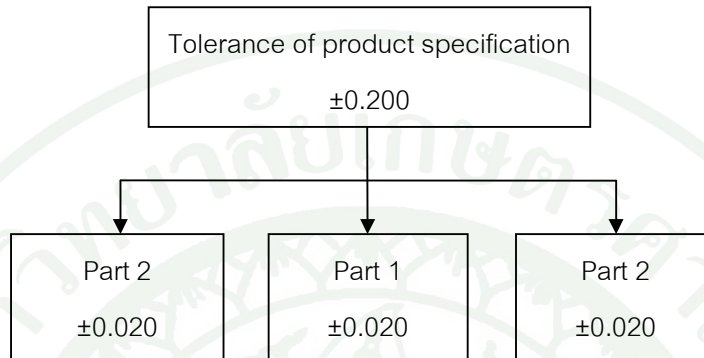 Tolerance of product specification
±0.200
Part 2
±0.020
Part 1
±0.020
Part 2
±0.020